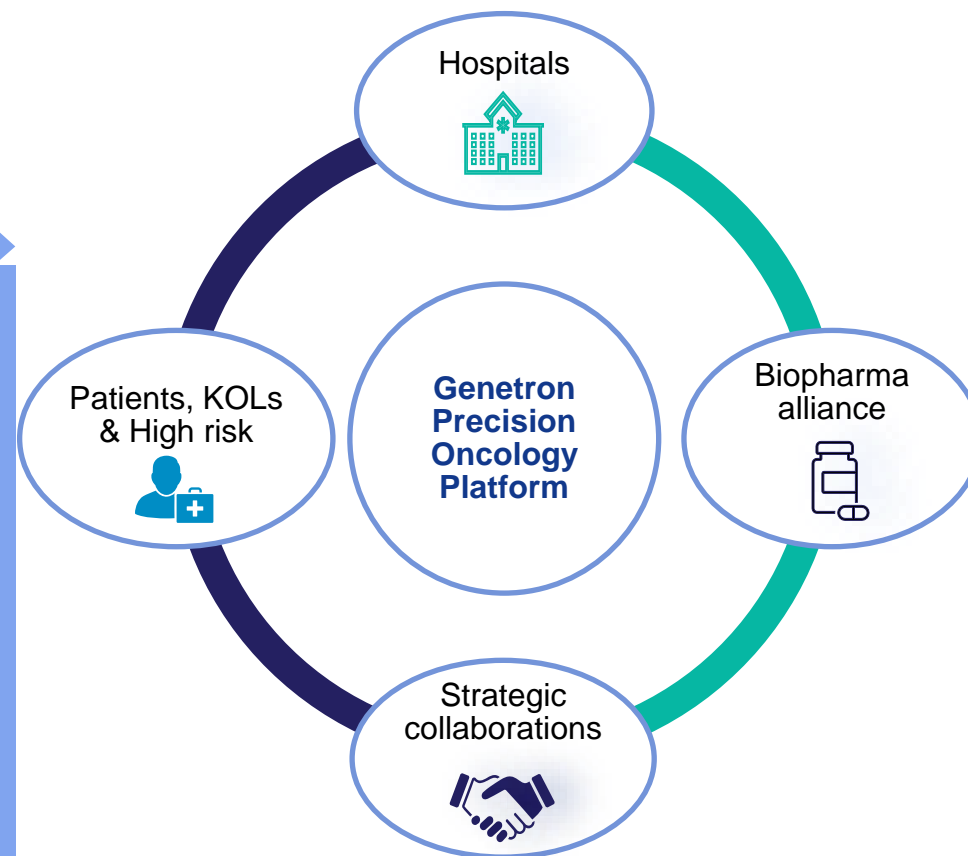 Hospitals
Patients, KOLs
& High risk
Genetron
Precision
Oncology
Platform
Biopharma
alliance
Strategic
collaborations